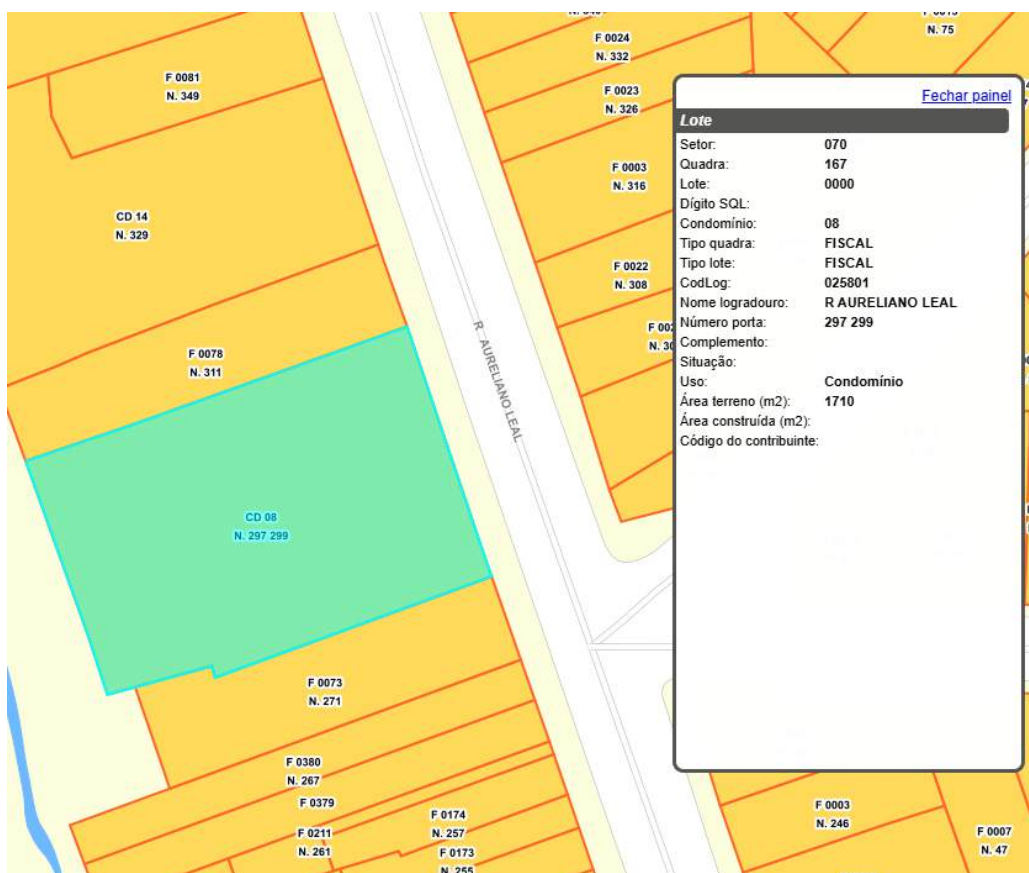 F 0081
N. 349
CD 14
N. 329
F 0078
N. 311
CD 08
N. 297 299
F 0073
N. 271
F 0380
N. 267
F 0379
F 0211
N. 261
F 0174
N. 257
F 0173
N. 255
R AURELIANO LEAL
F 0024
N. 332
F 0023
N. 326
F 0003
N. 316
F 0022
N. 308
N. 75
F 0003
N. 246
F 0007
N. 47
Fechar painel
Lote
Setor: 070
Quadra: 167
Lote: 0000
Dígito SQL:
Condomínio: 08
Tipo quadra: FISCAL
Tipo lote: FISCAL
CodLog: 025801
Nome logradouro: R AURELIANO LEAL
Número porta: 297 299
Complemento:
Situação:
Uso: Condomínio
Área terreno (m2): 1710
Área construída (m2):
Código do contribuinte: